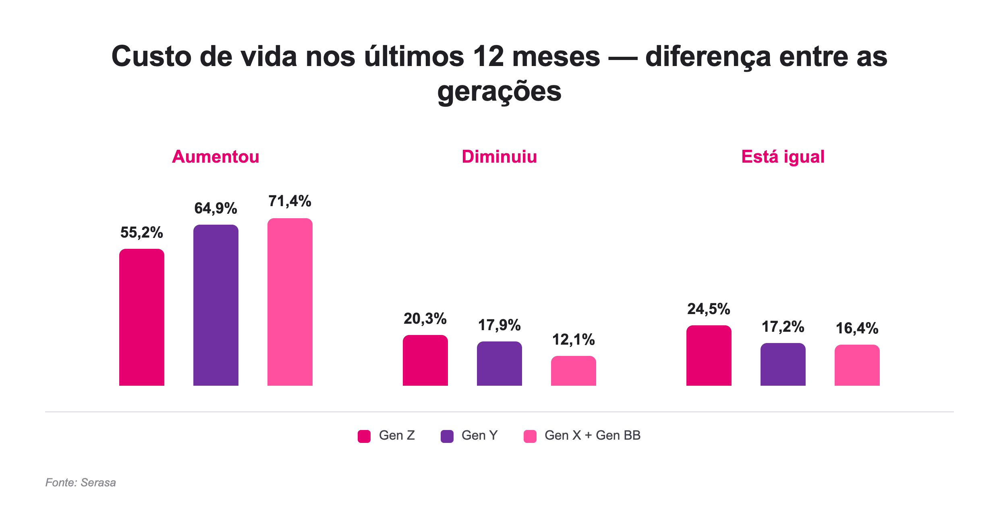 Custo de vida nos últimos 12 meses — diferença entre as
gerações
Aumentou
55,2%
64,9%
71,4%
Diminuiu
20,3%
17,9%
12,1%
Está igual
24,5%
17,2%
16,4%
Gen Z
Gen Y
Gen X + Gen BB
Fonte: Serasa